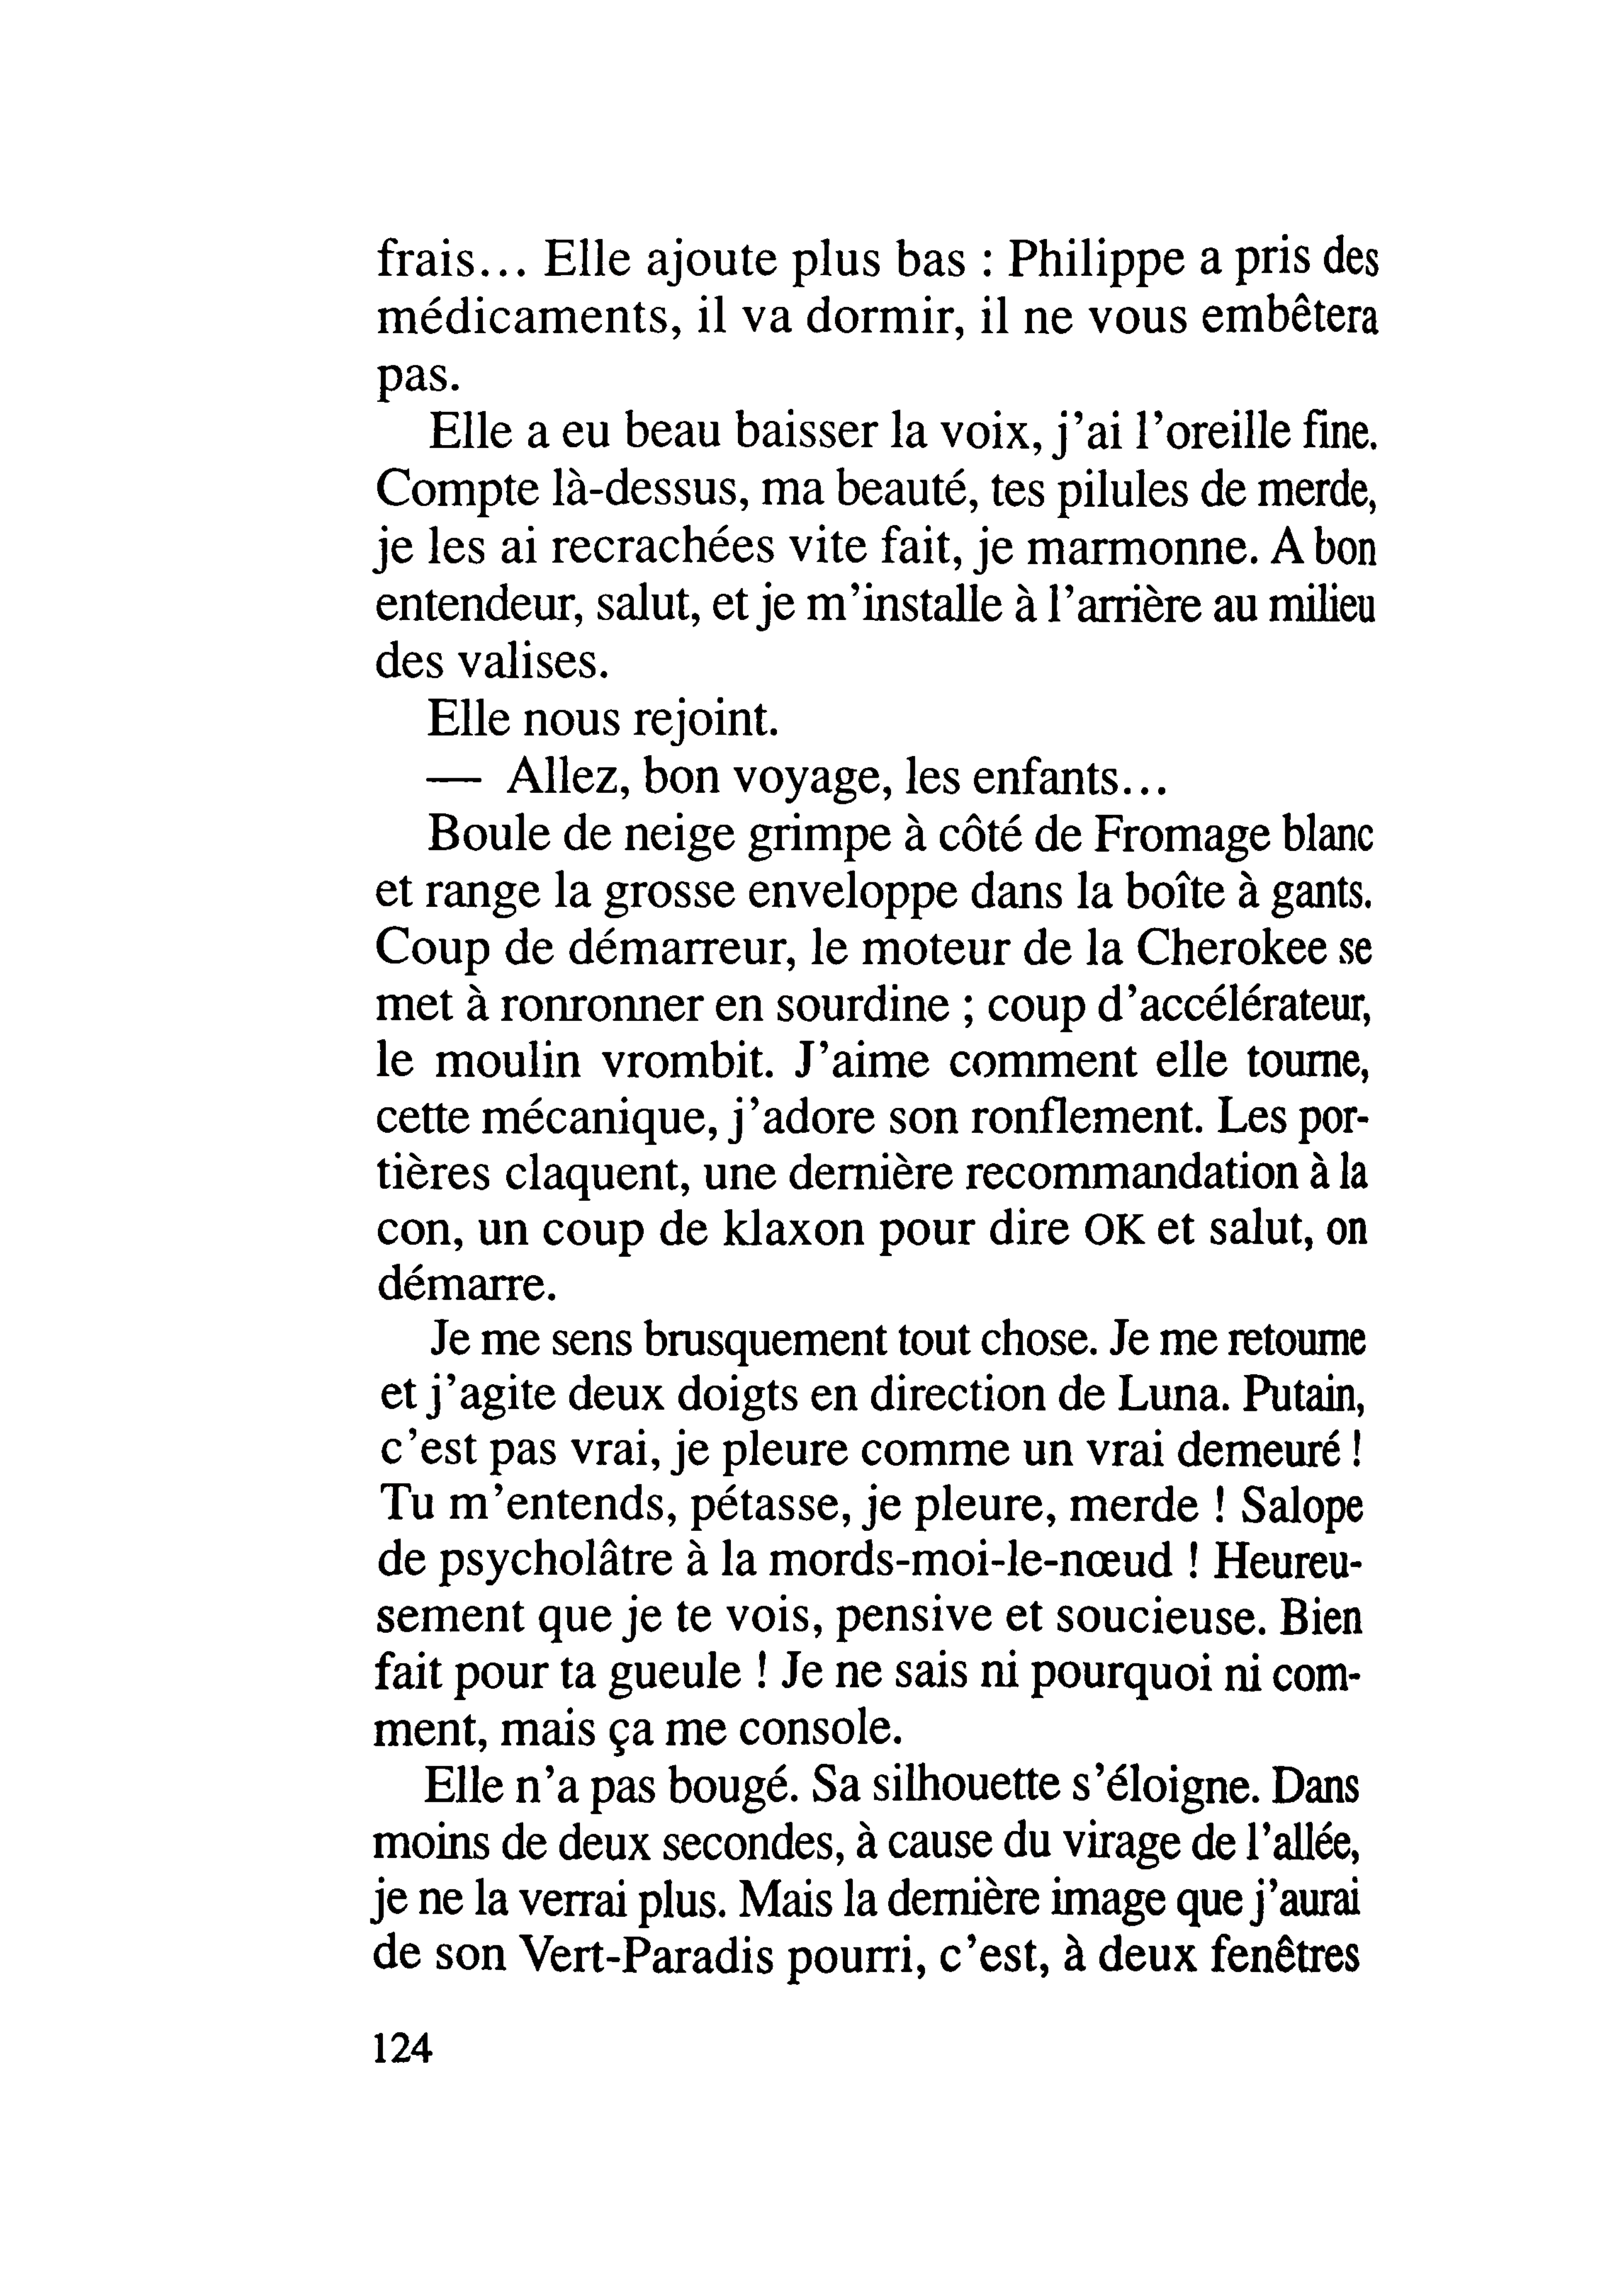 frais... Elle ajoute plus bas : Philippe a pris des
médicaments, il va dormir, il ne vous embêtera
pas.
Elle a eu beau baisser la voix, j'ai l'oreille fine.
Compte là-dessus, ma beauté, tes pilules de merde,
je les ai recrachées vite fait, je marmonne. A bon
entendeur, salut, et je m'installe à l'arrière au milieu
des valises.
Elle nous rejoint.
— Allez, bon voyage, les enfants...
Boule de neige grimpe à côté de Fromage blanc
et range la grosse enveloppe dans la boîte à gants.
Coup de démarreur, le moteur de la Cherokee se
met à ronronner en sourdine ; coup d'accélérateur,
le moulin vrombit. J'aime comment elle tourne,
cette mécanique, j'adore son ronflement. Les por-
tières claquent, une dernière recommandation à la
con, un coup de klaxon pour dire OK et salut, on
démarre.
Je me sens brusquement tout chose. Je me retourne
et j'agite deux doigts en direction de Luna. Putain,
c'est pas vrai, je pleure comme un vrai demeuré !
Tu m'entends, pétasse, je pleure, merde ! Salope
de psycholâtre à la mords-moi-le-nœud ! Heureu-
sement que je te vois, pensive et soucieuse. Bien
fait pour ta gueule ! Je ne sais ni pourquoi ni com-
ment, mais ça me console.
Elle n'a pas bougé. Sa silhouette s'éloigne. Dans
moins de deux secondes, à cause du virage de l'allée,
je ne la verrai plus. Mais la dernière image que j'aurai
de son Vert-Paradis pourri, c'est, à deux fenêtres
124